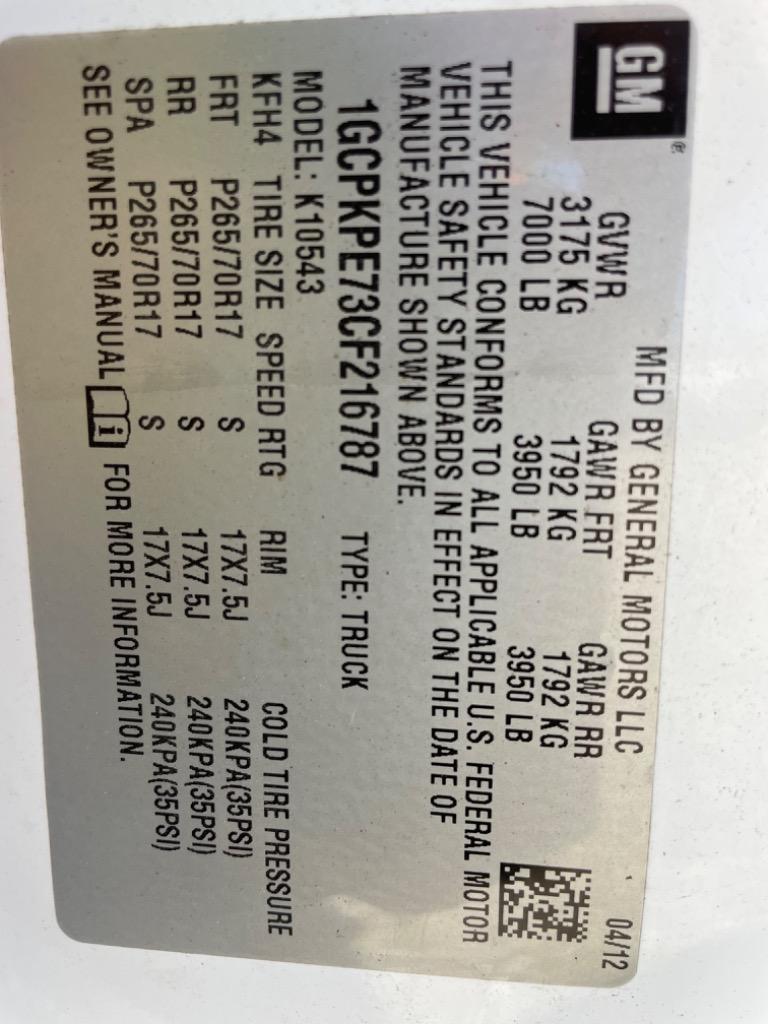 GM
MFD BY GENERAL MOTORS LLC 04/12
GVWR GAWR FRT GAWR RR
3175 KG 1792 KG 1792 KG
7000 LB 3950 LB 3950 LB
THIS VEHICLE CONFORMS TO ALL APPLICABLE U.S. FEDERAL MOTOR
VEHICLE SAFETY STANDARDS IN EFFECT ON THE DATE OF
MANUFACTURE SHOWN ABOVE.
1GCPKPE73CF216787 TYPE: TRUCK
MODEL: K10543
KFH4 TIRE SIZE SPEED RTG RIM COLD TIRE PRESSURE
FRT P265/70R17 S 17X7.5J 240KPA(35PSI)
RR P265/70R17 S 17X7.5J 240KPA(35PSI)
SPA P265/70R17 S 17X7.5J 240KPA(35PSI)
SEE OWNER'S MANUAL i FOR MORE INFORMATION.